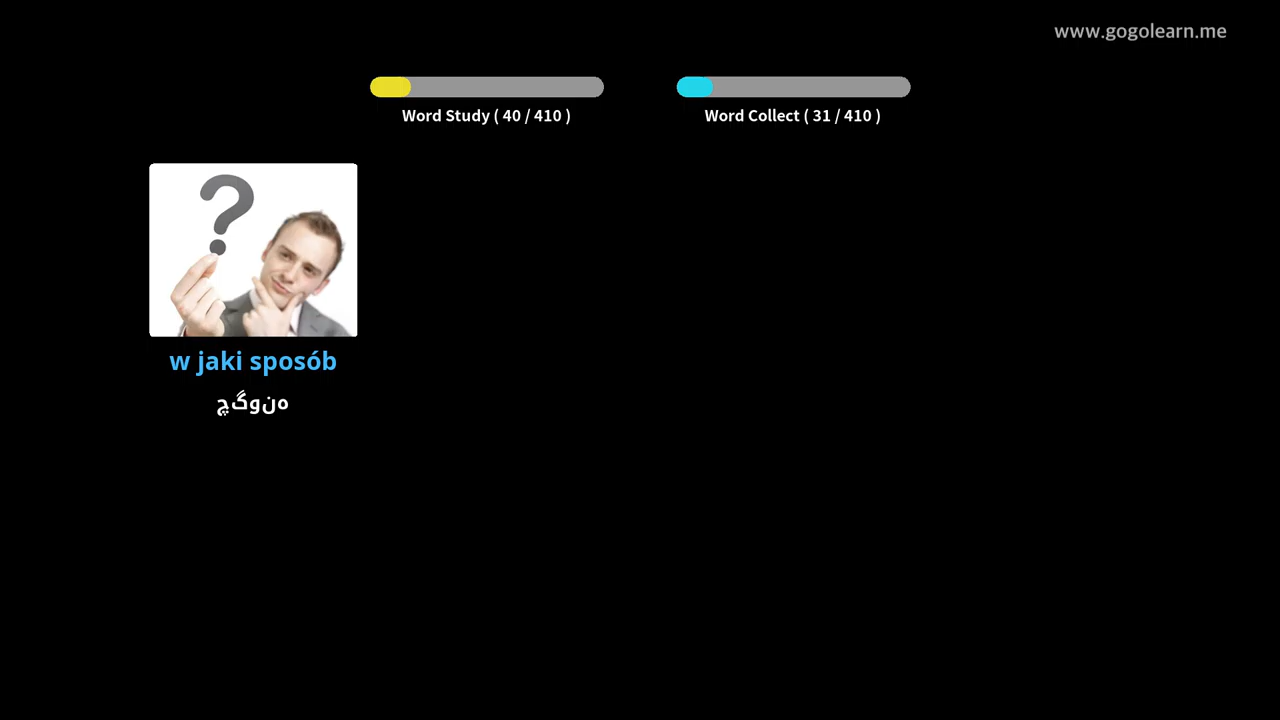 www.gogolearn.me
Word Study ( 40 / 410 )
Word Collect ( 31 / 410 )
w jaki sposób
چگونه